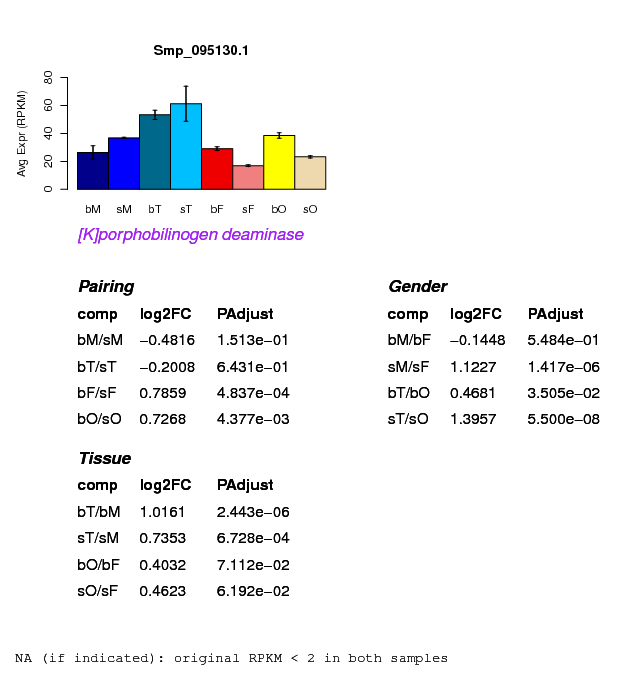 Smp_095130.1
Avg Expr (RPKM)
80
60
40
20
0
bM sM bT sT bF sF bO sO
[K]porphobilinogen deaminase
Pairing
comp log2FC PAdjust
bM/sM −0.4816 1.513e−01
bT/sT −0.2008 6.431e−01
bF/sF 0.7859 4.837e−04
bO/sO 0.7268 4.377e−03
Gender
comp log2FC PAdjust
bM/bF −0.1448 5.484e−01
sM/sF 1.1227 1.417e−06
bT/bO 0.4681 3.505e−02
sT/sO 1.3957 5.500e−08
Tissue
comp log2FC PAdjust
bT/bM 1.0161 2.443e−06
sT/sM 0.7353 6.728e−04
bO/bF 0.4032 7.112e−02
sO/sF 0.4623 6.192e−02
NA (if indicated): original RPKM < 2 in both samples